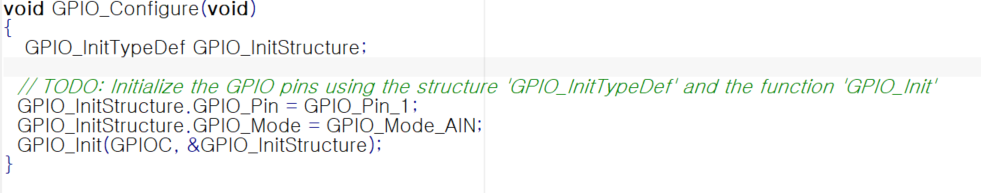 void GPIO_Configure(void)
{
GPIO_InitTypeDef GPIO_InitStructure;
// TODO: Initialize the GPIO pins using the structure 'GPIO_InitTypeDef' and the function 'GPIO_Init'
GPIO_InitStructure.GPIO_Pin = GPIO_Pin_1;
GPIO_InitStructure.GPIO_Mode = GPIO_Mode_AIN;
GPIO_Init(GPIOC, &GPIO_InitStructure);
}